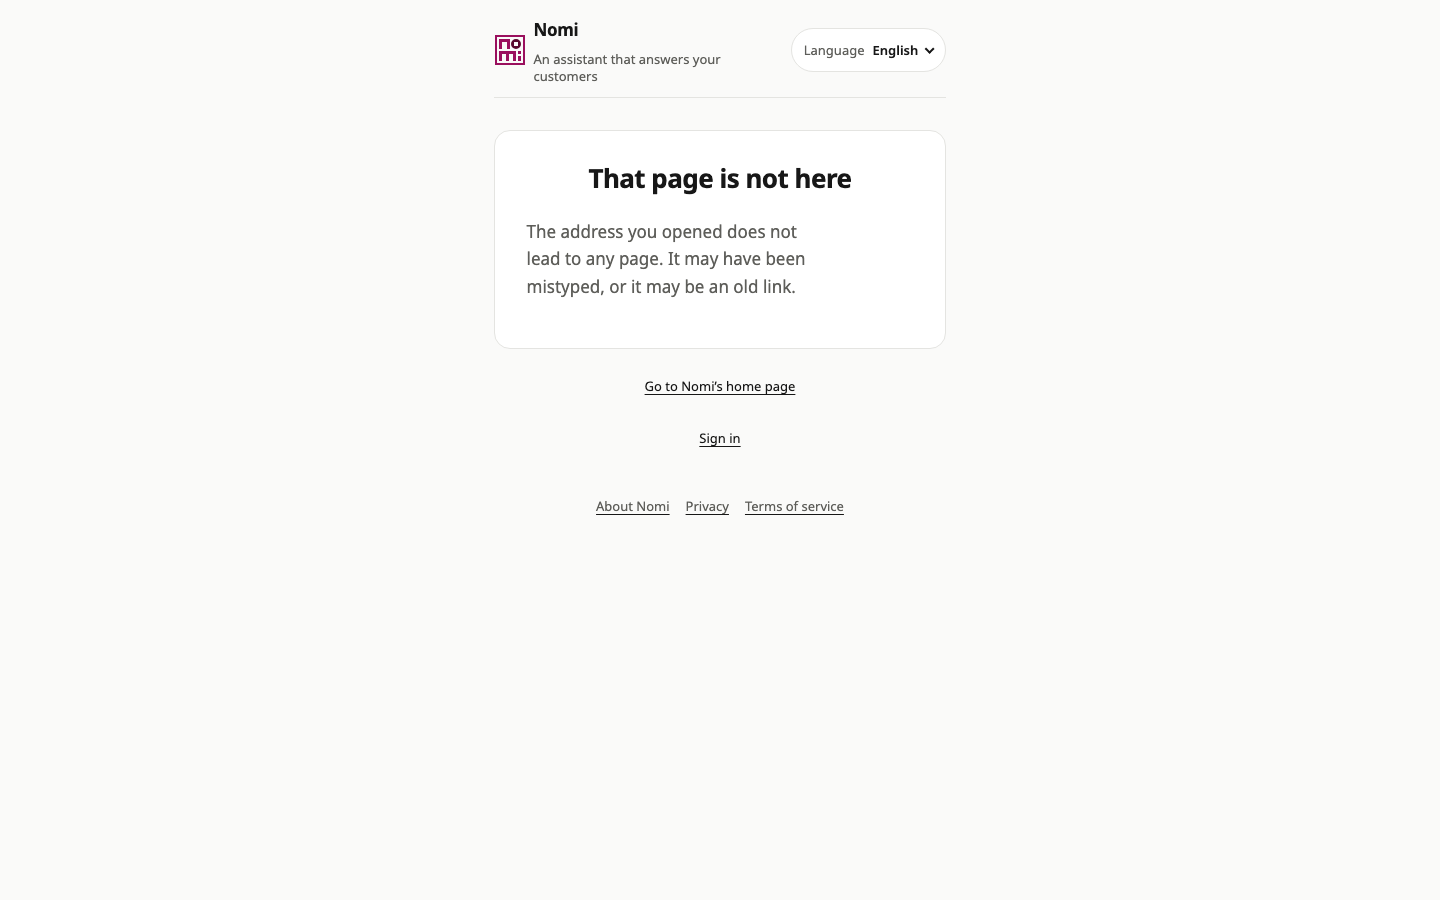 Nomi
An assistant that answers your
customers
Language English
That page is not here
The address you opened does not
lead to any page. It may have been
mistyped, or it may be an old link.
Go to Nomi’s home page
Sign in
About Nomi Privacy Terms of service